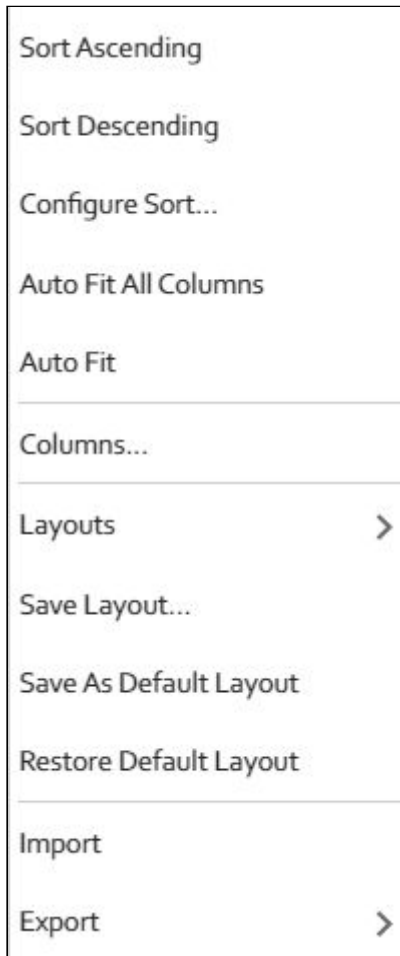 Sort Ascending
Sort Descending
Configure Sort...
Auto Fit All Columns
Auto Fit
Columns...
Layouts
Save Layout...
Save As Default Layout
Restore Default Layout
Import
Export